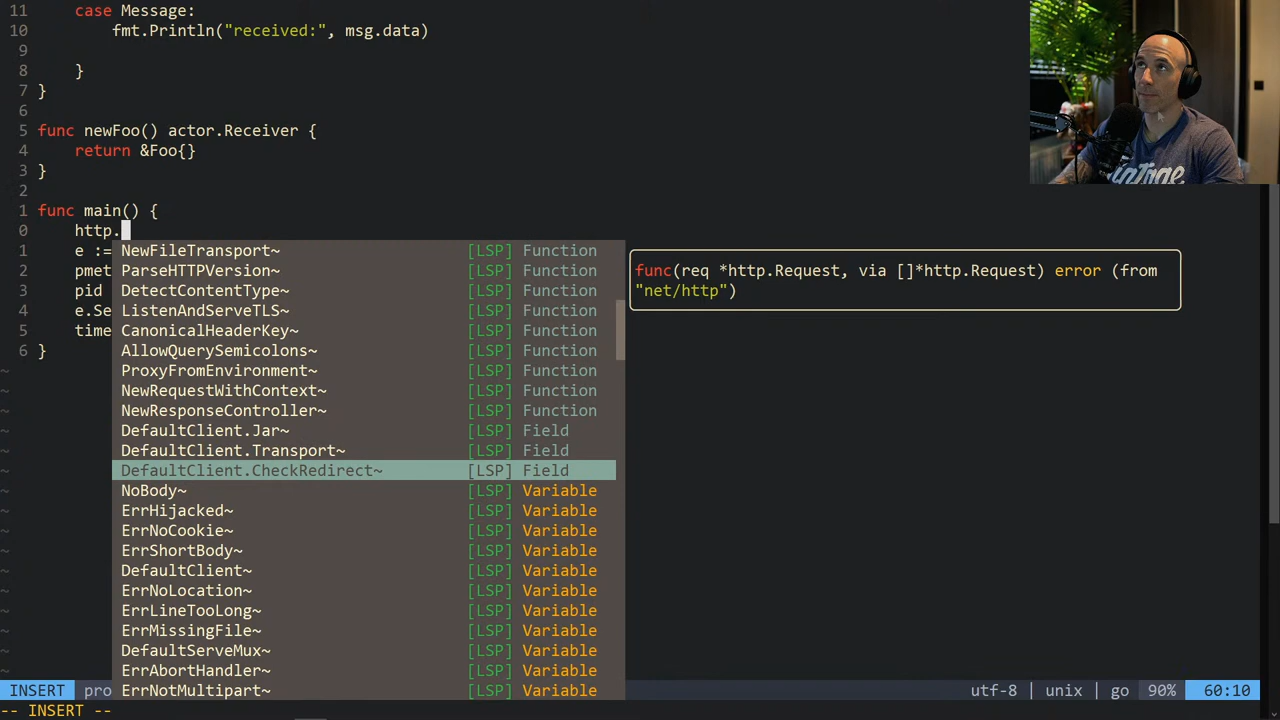 11 case Message:
10 fmt.Println("received:", msg.data)
9
8 }
7 }
6
5 func newFoo() actor.Receiver {
4 return &Foo{}
3 }
2
1 func main() {
0 http.
1 e := NewFileTransport~ [LSP] Function
2 pmet ParseHTTPVersion~ [LSP] Function
3 pid DetectContentType~ [LSP] Function
4 e.Se ListenAndServeTLS~ [LSP] Function
5 time CanonicalHeaderKey~ [LSP] Function
6 } AllowQuerySemicolons~ [LSP] Function
~ ProxyFromEnvironment~ [LSP] Function
~ NewRequestWithContext~ [LSP] Function
~ NewResponseController~ [LSP] Function
~ DefaultClient.Jar~ [LSP] Field
~ DefaultClient.Transport~ [LSP] Field
~ DefaultClient.CheckRedirect~ [LSP] Field
~ NoBody~ [LSP] Variable
~ ErrHijacked~ [LSP] Variable
~ ErrNoCookie~ [LSP] Variable
~ ErrShortBody~ [LSP] Variable
~ DefaultClient~ [LSP] Variable
~ ErrNoLocation~ [LSP] Variable
~ ErrLineTooLong~ [LSP] Variable
~ ErrMissingFile~ [LSP] Variable
~ DefaultServeMux~ [LSP] Variable
~ ErrAbortHandler~ [LSP] Variable
ErrNotMultipart~ [LSP] Variable
func(req *http.Request, via []*http.Request) error (from
"net/http")
INSERT pro utf-8 | unix | go 90% 60:10
-- INSERT --